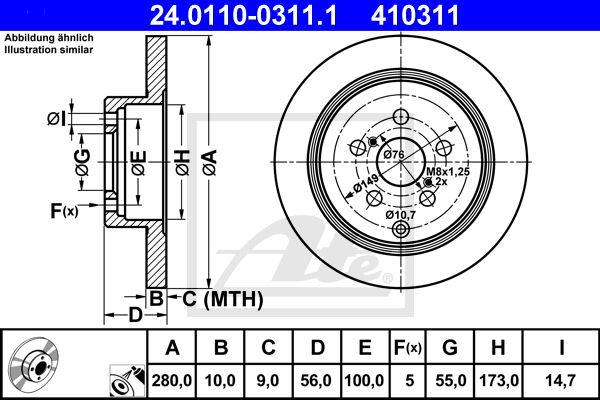 24.0110-0311.1 410311
Abbildung ähnlich
Illustration similar
ØI
ØG
ØE
ØH
ØA
F(x)
B
C (MTH)
D
Ø76
Ø149
M8x1,25
2x
Ø10,7
Ate
®
A B C D E F(x) G H I
280,0 10,0 9,0 56,0 100,0 5 55,0 173,0 14,7